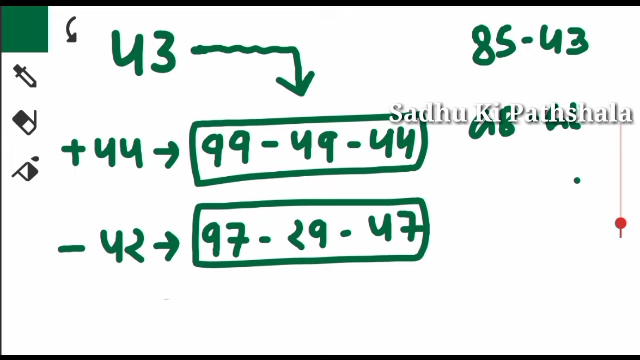 43
85-43
Sadhu Ki Pathshala
+44 → 99 - 49 - 44
- 42 → 97 - 29 - 47